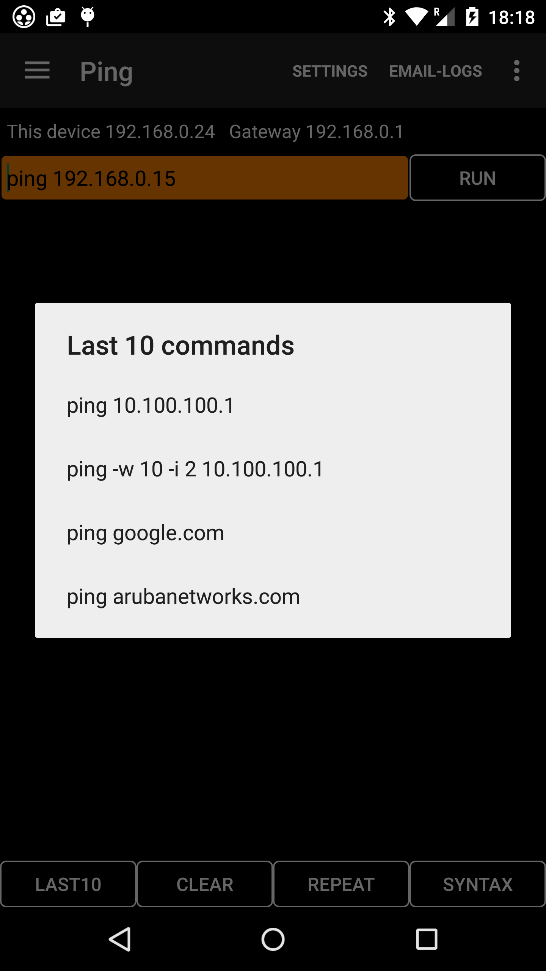 R 18:18
Ping SETTINGS EMAIL-LOGS
This device 192.168.0.24 Gateway 192.168.0.1
ping 192.168.0.15 RUN
Last 10 commands
ping 10.100.100.1
ping -w 10 -i 2 10.100.100.1
ping google.com
ping arubanetworks.com
LAST10 CLEAR REPEAT SYNTAX